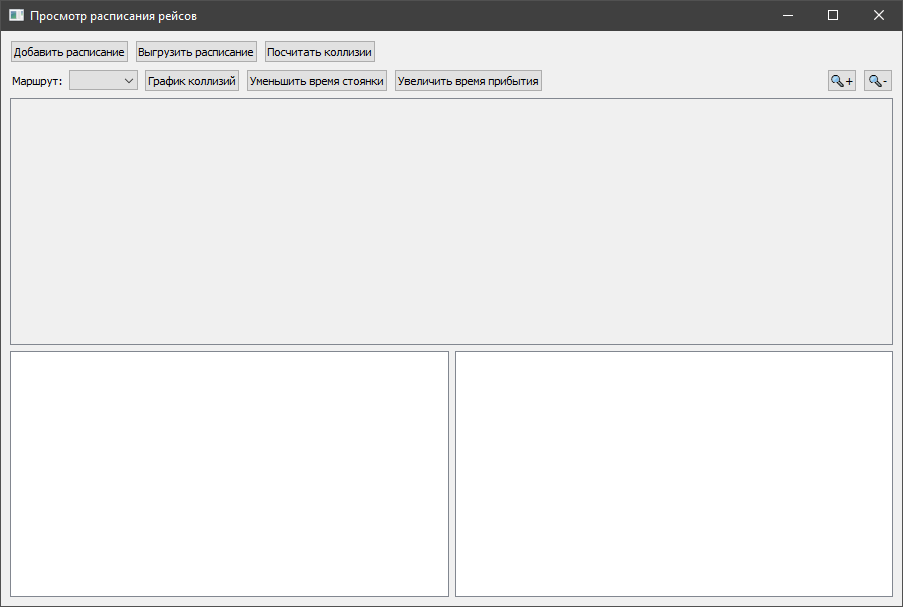 Просмотр расписания рейсов
Добавить расписание Выгрузить расписание Посчитать коллизии
Маршрут: График коллизий Уменьшить время стоянки Увеличить время прибытия + -